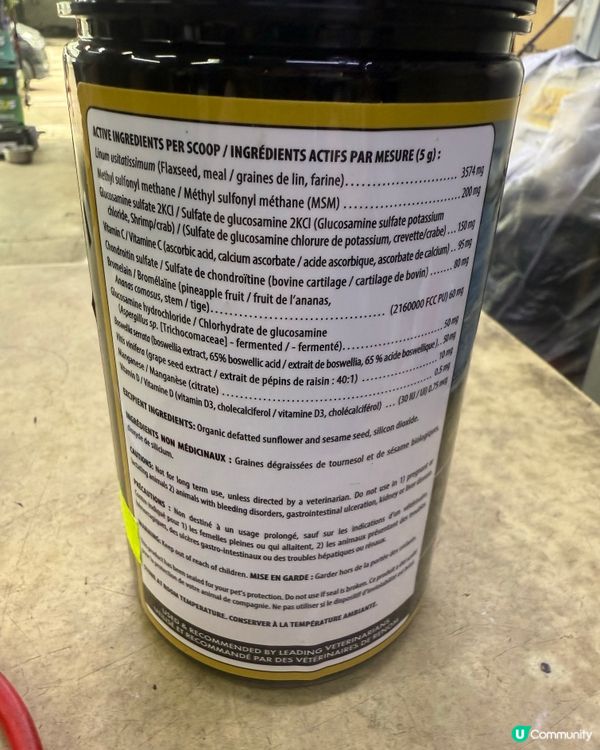 ACTIVE INGREDIENTS PER SCOOP / INGRÉDIENTS ACTIFS PAR MESURE (5 g) :
Linum usitatissimum (Flaxseed, meal / graines de lin, farine)..................... 3574 mg
Methyl sulfonyl methane / Méthyl sulfonyl méthane (MSM) ..................... 200 mg
Glucosamine sulfate 2KCl / Sulfate de glucosamine 2KCl (Glucosamine sulfate potassium
chloride, Shrimp/crab) / (Sulfate de glucosamine chlorure de potassium, crevette/crabe) ... 150 mg
Vitamin C / Vitamine C (ascorbic acid, calcium ascorbate / acide ascorbique, ascorbate de calcium) .. 95 mg
Chondroitin sulfate / Sulfate de chondroïtine (bovine cartilage / cartilage de bovin) ........ 80 mg
Bromelain / Bromélaïne (pineapple fruit / fruit de l'ananas,
Ananas comosus, stem / tige)..................... (2160000 FCC PU) 60 mg
Glucosamine hydrochloride / Chlorhydrate de glucosamine
(Aspergillus sp. [Trichocomaceae] - fermented / - fermenté)..................... 50 mg
Boswellia serrata (boswellia extract, 65% boswellic acid / extrait de boswellia, 65 % acide boswellique ).. 50 mg
Vitis vinifera (grape seed extract / extract de pépins de raisin : 40:1) ..................... 10 mg
Manganese / Manganèse (citrate) ..................... 0.5 mg
Vitamin D / Vitamine D (vitamin D3, cholecalciferol / vitamine D3, cholécalciférol) .... (30 IU / UI) 0.75 mcg
EXCIPIENT INGREDIENTS: Organic defatted sunflower and sesame seed, silicon dioxide.
INGRÉDIENTS NON MÉDICINAUX : Graines dégraissées de tournesol et de sésame biologiques,
dioxyde de silicium.
CAUTIONS: Not for long term use, unless directed by a veterinarian. Do not use in 1) pregnant or
lactating animals 2) animals with bleeding disorders, gastrointestinal ulceration, kidney or liver
PRÉCAUTIONS : Non destiné à un usage prolongé, sauf sur les indications d'un vétérinaire.
indiqué pour 1) les femelles pleines ou qui allaitent, 2) les animaux présentant des troubles
des ulcères gastro-intestinaux ou des troubles hépatiques ou rénaux.
Keep out of reach of children. MISE EN GARDE : Garder hors de la portée des enfants.
product has been sealed for your pet's protection. Do not use if seal is broken. Ce produit a été
protection de votre animal de compagnie. Ne pas utiliser si le dispositif d'inviolabilité est brisé.
AT ROOM TEMPERATURE. CONSERVER À LA TEMPÉRATURE AMBIANTE.
USED & RECOMMENDED BY LEADING VETERINARIANS
UTILISÉ ET RECOMMANDÉ PAR DES VÉTÉRINAIRES DE RENOM
U Community